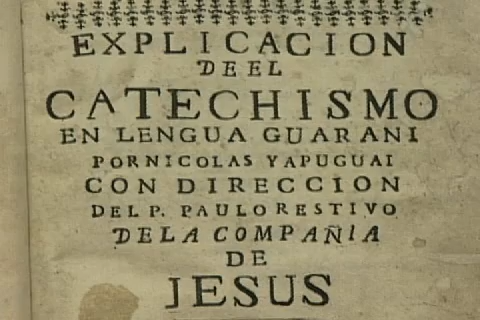 EXPLICACION
DE EL
CATECHISMO
EN LENGUA GUARANI
POR NICOLAS YAPUGUAI
CON DIRECCION
DEL P. PAULO RESTIVO
DE LA COMPAÑIA
DE
JESUS